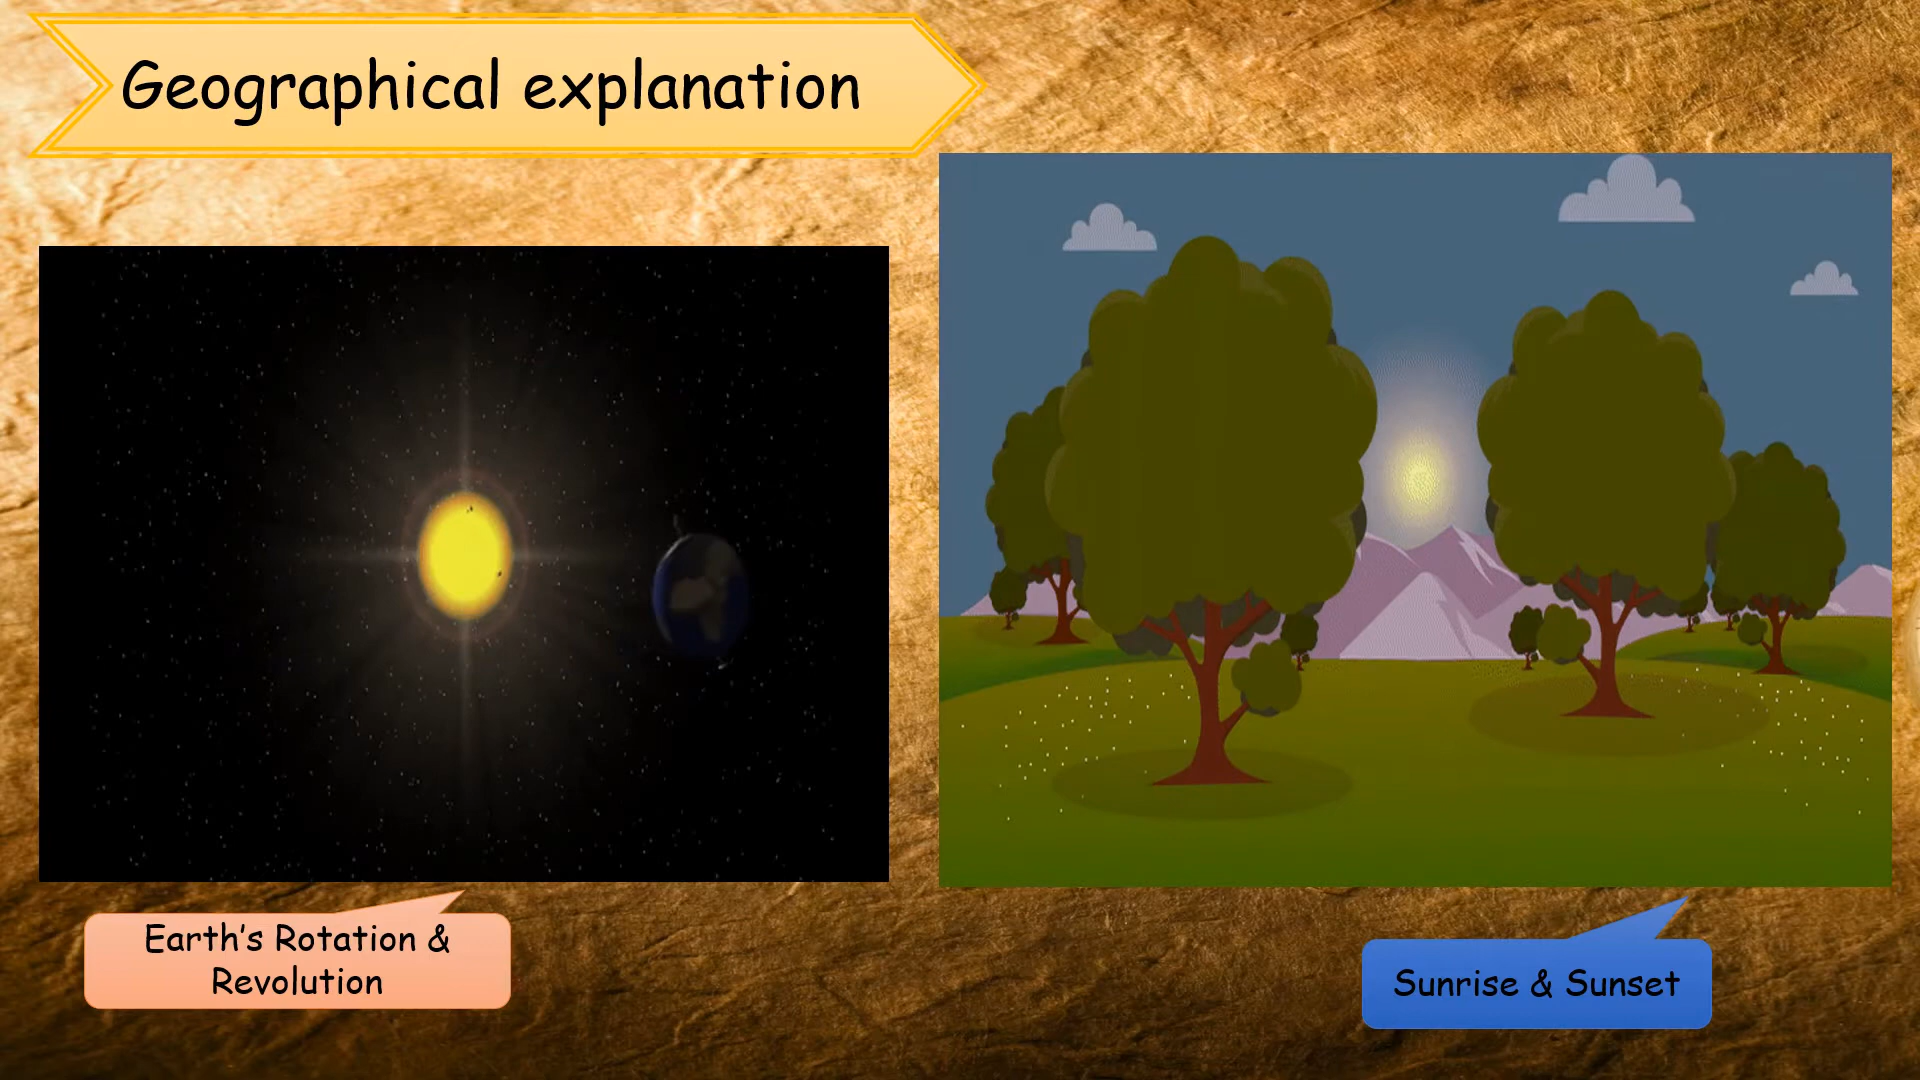 Geographical explanation
Earth's Rotation &
Revolution
Sunrise & Sunset